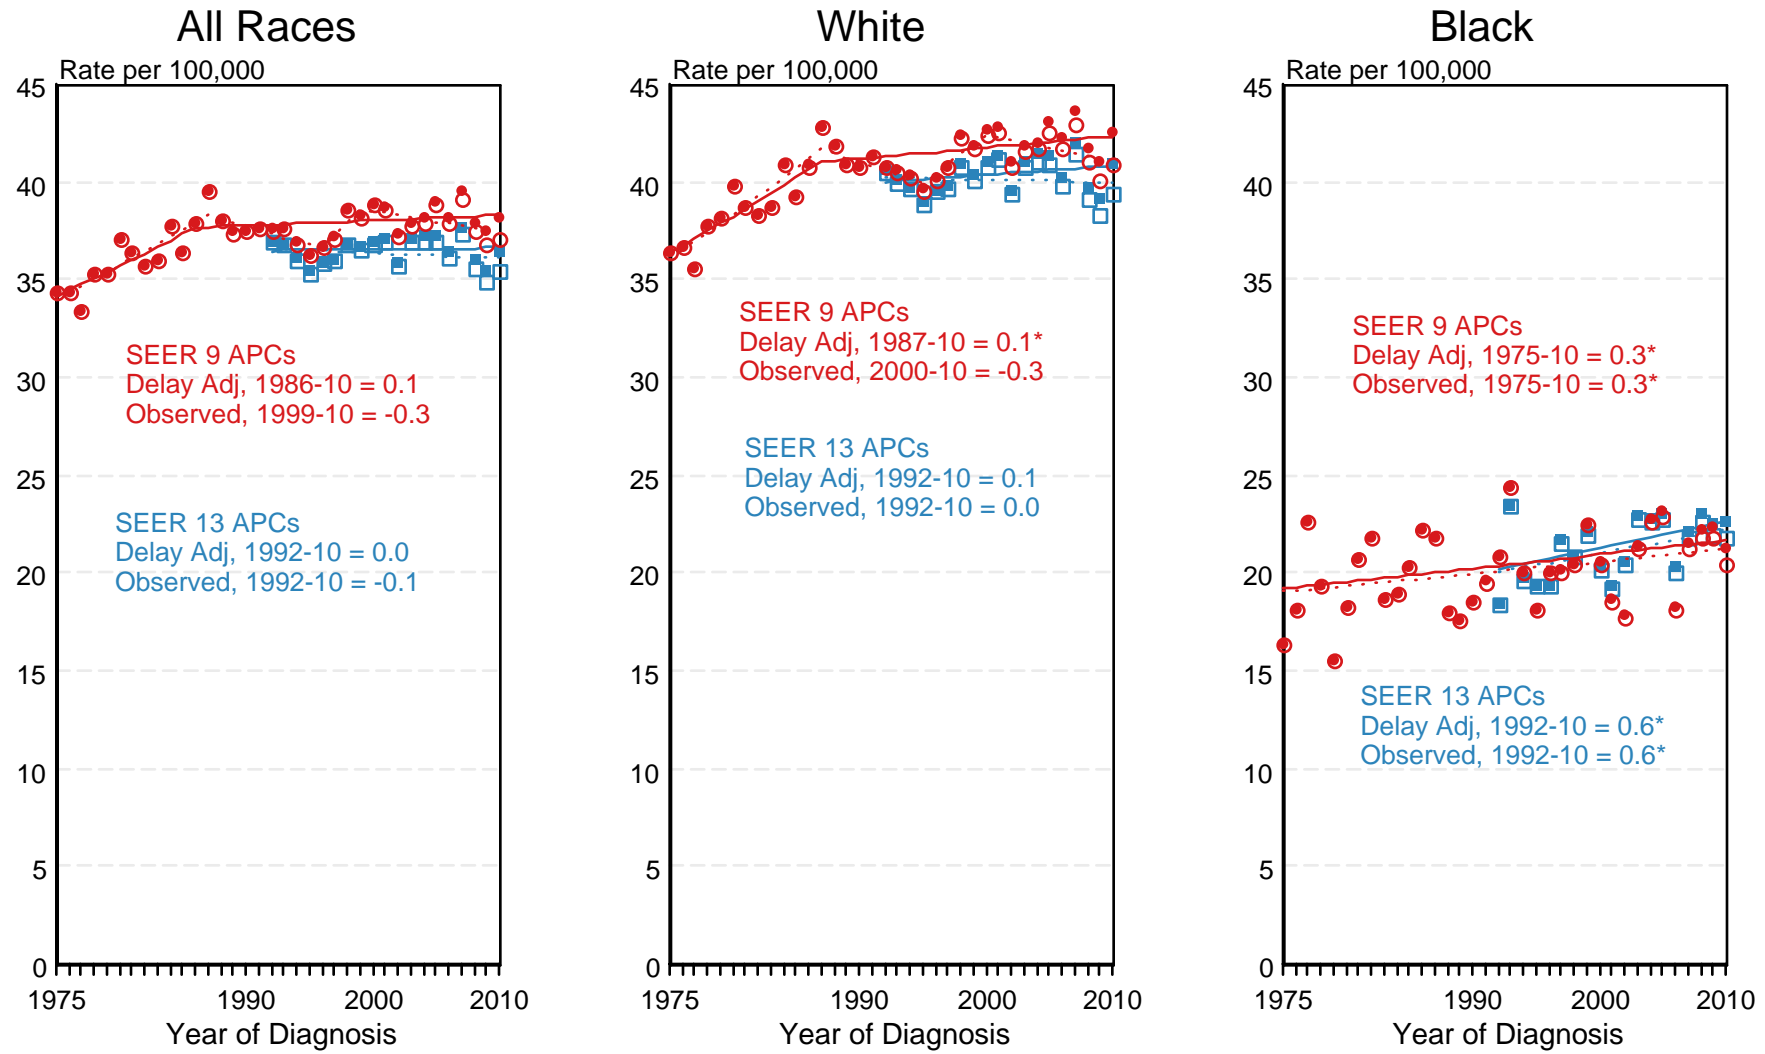 All Races
Rate per 100,000
45
40
35
30
25
20
15
10
5
0
SEER 9 APCs
Delay Adj, 1986-10 = 0.1
Observed, 1999-10 = -0.3
SEER 13 APCs
Delay Adj, 1992-10 = 0.0
Observed, 1992-10 = -0.1
1975 1990 2000 2010
Year of Diagnosis
White
Rate per 100,000
45
40
35
30
25
20
15
10
5
0
SEER 9 APCs
Delay Adj, 1987-10 = 0.1*
Observed, 2000-10 = -0.3
SEER 13 APCs
Delay Adj, 1992-10 = 0.1
Observed, 1992-10 = 0.0
1975 1990 2000 2010
Year of Diagnosis
Black
Rate per 100,000
45
40
35
30
25
20
15
10
5
0
SEER 9 APCs
Delay Adj, 1975-10 = 0.3*
Observed, 1975-10 = 0.3*
SEER 13 APCs
Delay Adj, 1992-10 = 0.6*
Observed, 1992-10 = 0.6*
1975 1990 2000 2010
Year of Diagnosis